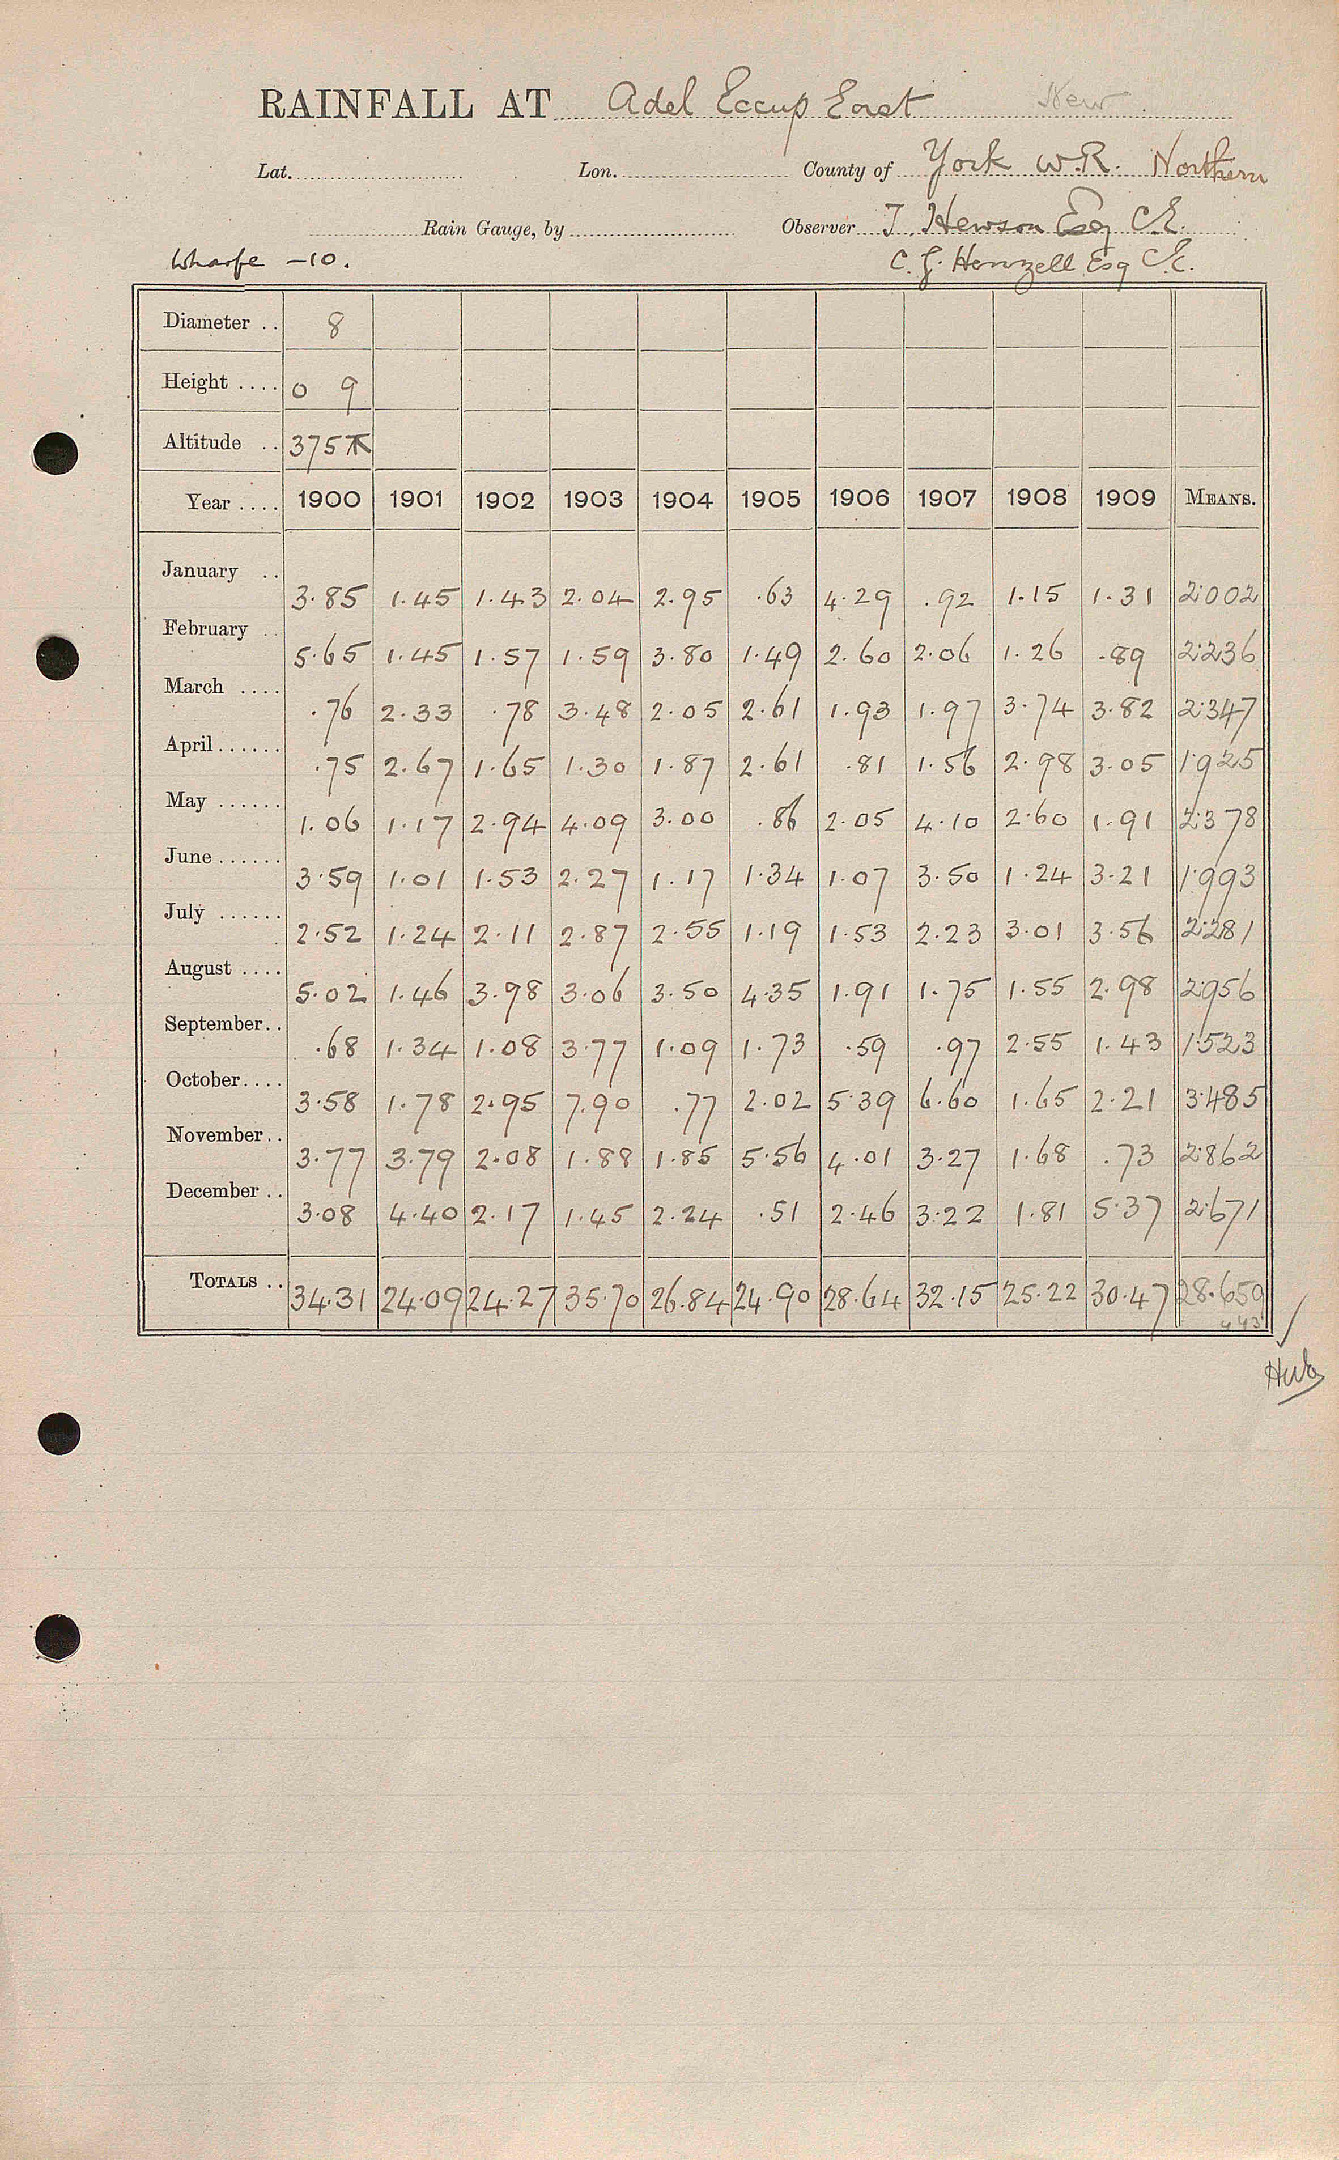 RAINFALL AT Adel Eccup East New
Lat. Lon. County of York W.R. Northern
Rain Gauge, by Observer J. Hewson Esq C.E.
Wharfe -10. C. G. Henzell Esq C.E.
Diameter .. 8
Height .... 0 9
Altitude .. 375
Year .... 1900 1901 1902 1903 1904 1905 1906 1907 1908 1909 MEANS.
January .. 3.85 1.45 1.43 2.04 2.95 .63 4.29 .92 1.15 1.31 2.002
February .. 5.65 1.45 1.57 1.59 3.80 1.49 2.60 2.06 1.26 .89 2.236
March .... .76 2.33 .78 3.48 2.05 2.61 1.93 1.97 3.74 3.82 2.347
April ...... .75 2.67 1.65 1.30 1.87 2.61 .81 1.56 2.98 3.05 1.925
May ...... 1.06 1.17 2.94 4.09 3.00 .86 2.05 4.10 2.60 1.91 2.378
June ...... 3.59 1.01 1.53 2.27 1.17 1.34 1.07 3.50 1.24 3.21 1.993
July ...... 2.52 1.24 2.11 2.87 2.55 1.19 1.53 2.23 3.01 3.56 2.281
August .... 5.02 1.46 3.98 3.06 3.50 4.35 1.91 1.75 1.55 2.98 2.956
September .. .68 1.34 1.08 3.77 1.09 1.73 .59 .97 2.55 1.43 1.523
October .... 3.58 1.78 2.95 7.90 .77 2.02 5.39 6.60 1.65 2.21 3.485
November .. 3.77 3.79 2.08 1.88 1.85 5.56 4.01 3.27 1.68 .73 2.862
December .. 3.08 4.40 2.17 1.45 2.24 .51 2.46 3.22 1.81 5.37 2.671
TOTALS .. 34.31 24.09 24.27 35.70 26.84 24.90 28.64 32.15 25.22 30.47 28.659